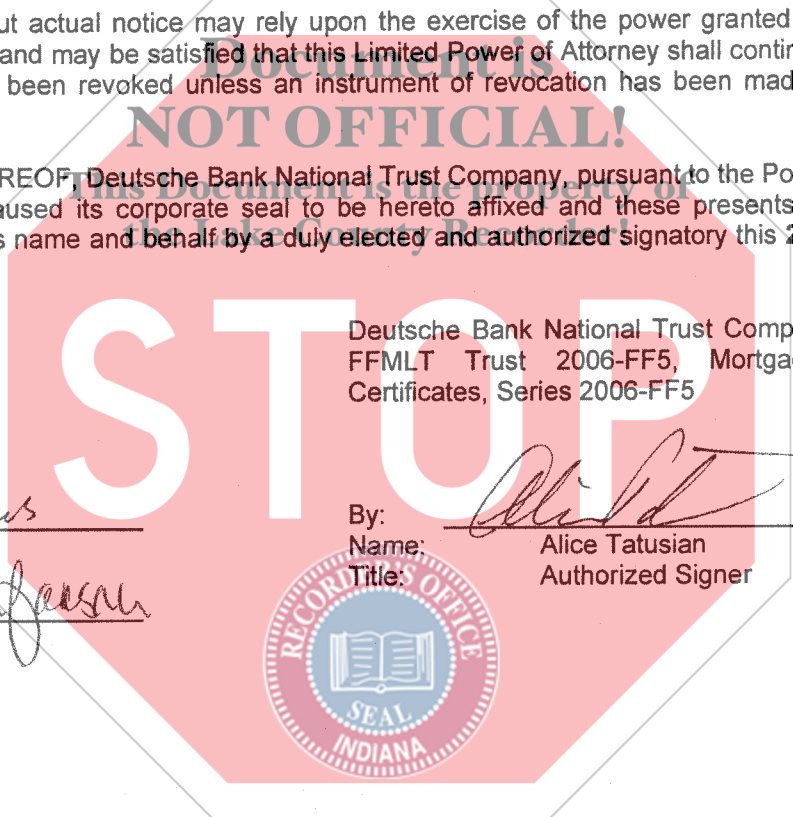 ut actual notice may rely upon the exercise of the power granted
and may be satisfied that this Limited Power of Attorney shall contin
Document is
been revoked unless an instrument of revocation has been mad
NOT OFFICIAL!
REOF, Deutsche Bank National Trust Company, pursuant to the Po
This Document is the property of
aused its corporate seal to be hereto affixed and these presents
the Lake County Recorder!
s name and behalf by a duly elected and authorized signatory this 2
STOP
Deutsche Bank National Trust Comp
FFMLT Trust 2006-FF5, Mortga
Certificates, Series 2006-FF5
By:
Name: Alice Tatusian
Title: Authorized Signer
RECORDER'S OFFICE
SEAL
INDIANA